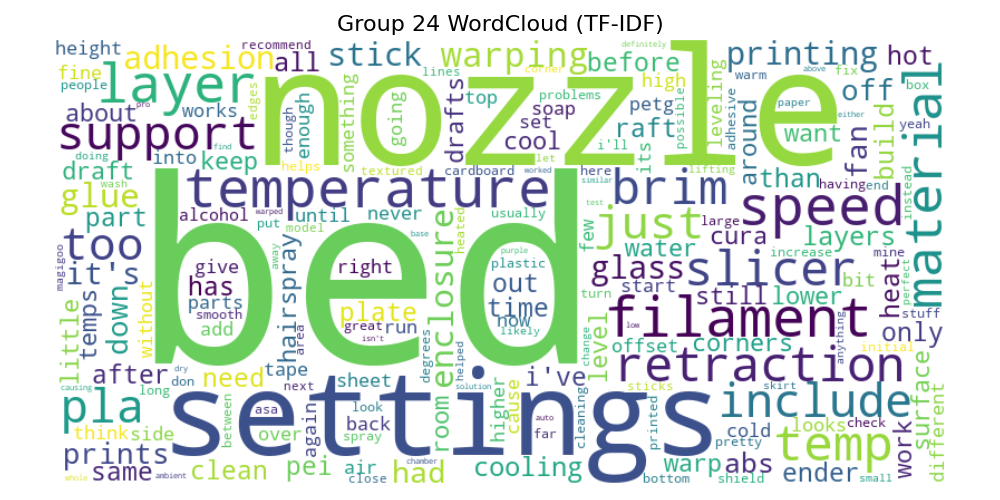 Group 24 WordCloud (TF-IDF)
height recommend definitely
adhesion all stick warping before printing hot
fine people layer nozzle lines corner high warm above fix off box
about pro works edges though enough something going drafts top problems soap petg possible leveling adhesive paper either
support find into keep set cool raft i'll its want around fan build yeah
draft doing helps textured let cardboard worked here lifting than having end
glue wash temperature similar brim speed instead material
part alcohol warped until never usually test few just large cura layers
too put model base purple water increase mine
it's give right plastic glass slicer bit perfect
magigoo has away hairspray heated enclosure bed out turn start still lower heat stuff
temps down without parts smooth plate time filament only
little add area great run now likely change offset corners anything initial
isn't low level
after dry need tape degrees helped i've retraction surface
causing don long next sheet solution sticks skirt
pla settings higher cause include
think side between asa look auto cleaning printed cold looks check work different
prints over again back far pretty temp
same ambient clean spray room had cooling warp abs ender
whole pei air close chamber bottom shield small